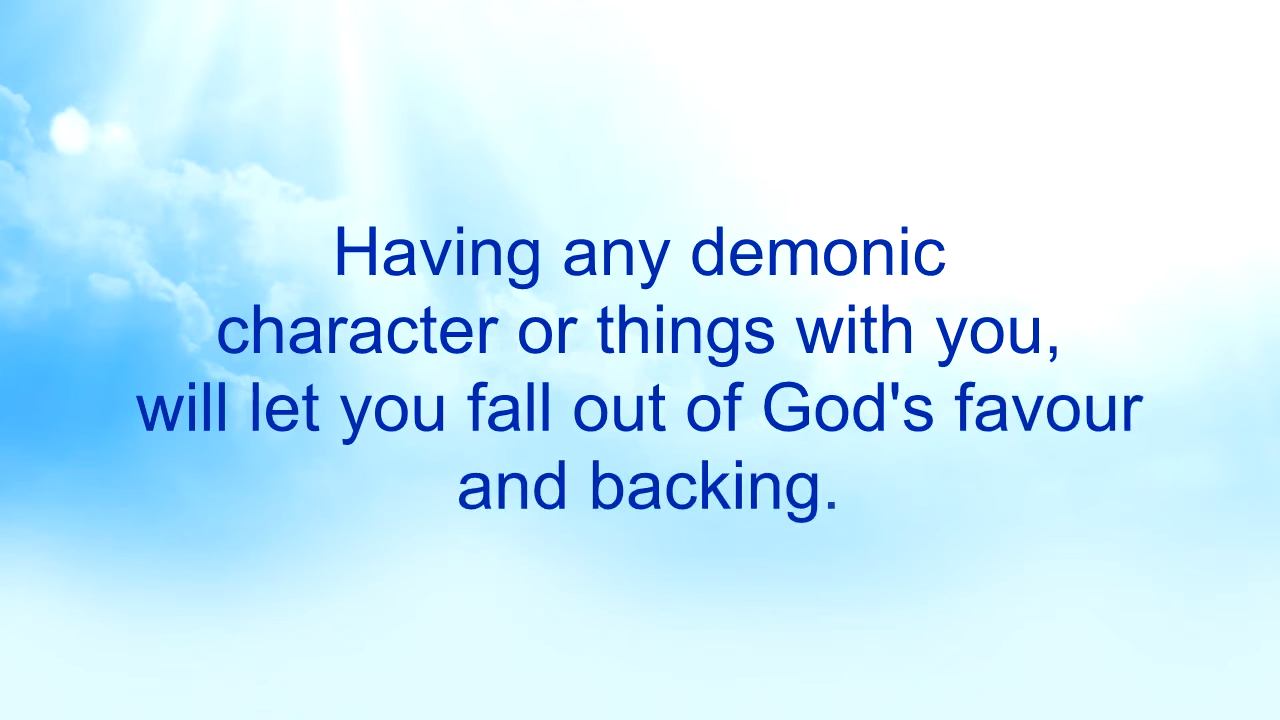 Having any demonic
character or things with you,
will let you fall out of God's favour
and backing.